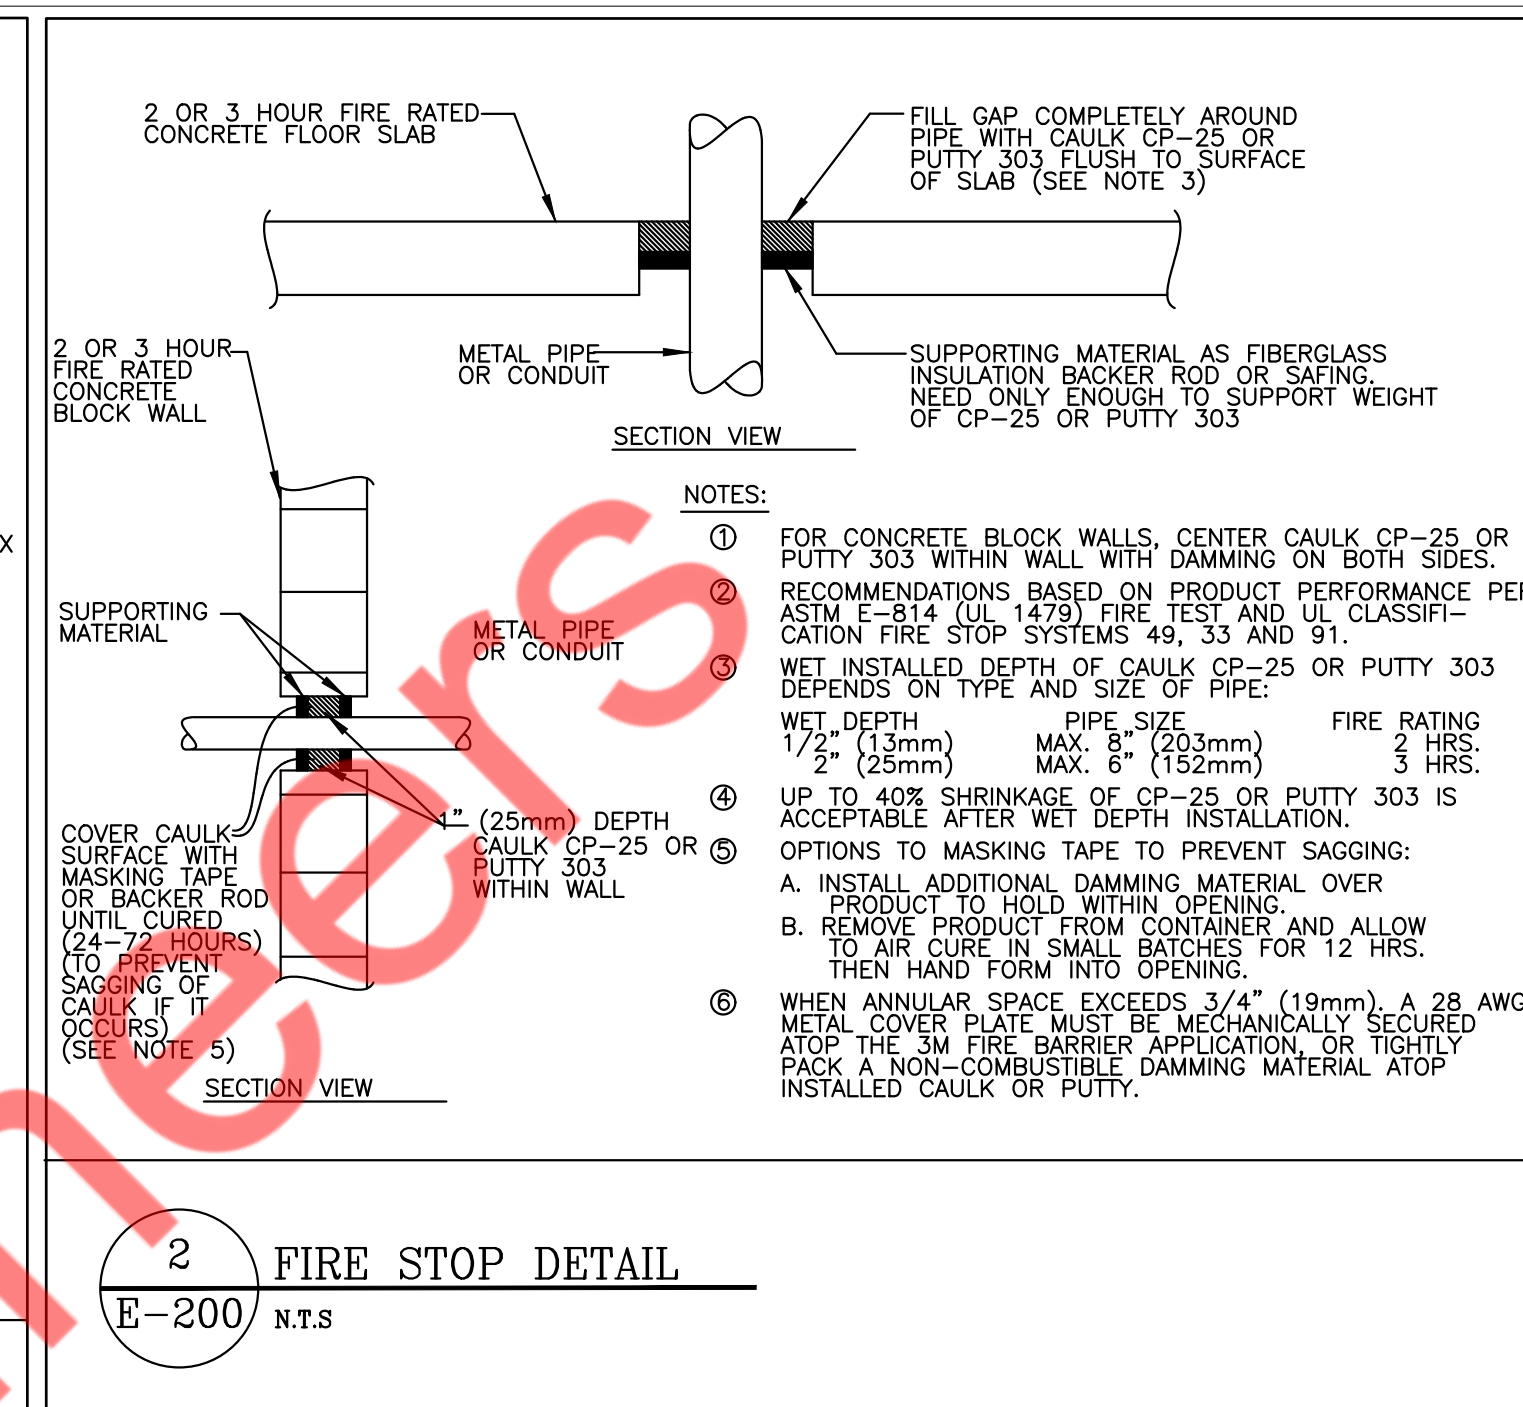 2 OR 3 HOUR FIRE RATED
CONCRETE FLOOR SLAB
FILL GAP COMPLETELY AROUND
PIPE WITH CAULK CP-25 OR
PUTTY 303 FLUSH TO SURFACE
OF SLAB (SEE NOTE 3)
2 OR 3 HOUR
FIRE RATED
CONCRETE
BLOCK WALL
METAL PIPE
OR CONDUIT
SUPPORTING MATERIAL AS FIBERGLASS
INSULATION BACKER ROD OR SAFING.
NEED ONLY ENOUGH TO SUPPORT WEIGHT
OF CP-25 OR PUTTY 303
SECTION VIEW
X
SUPPORTING
MATERIAL
METAL PIPE
OR CONDUIT
1" (25mm) DEPTH
CAULK CP-25 OR
PUTTY 303
WITHIN WALL
COVER CAULK
SURFACE WITH
MASKING TAPE
OR BACKER ROD
UNTIL CURED
(24-72 HOURS)
(TO PREVENT
SAGGING OF
CAULK IF IT
OCCURS)
(SEE NOTE 5)
SECTION VIEW
NOTES:
1 FOR CONCRETE BLOCK WALLS, CENTER CAULK CP-25 OR
PUTTY 303 WITHIN WALL WITH DAMMING ON BOTH SIDES.
2 RECOMMENDATIONS BASED ON PRODUCT PERFORMANCE PER
ASTM E-814 (UL 1479) FIRE TEST AND UL CLASSIFI-
CATION FIRE STOP SYSTEMS 49, 33 AND 91.
3 WET INSTALLED DEPTH OF CAULK CP-25 OR PUTTY 303
DEPENDS ON TYPE AND SIZE OF PIPE:
WET DEPTH PIPE SIZE FIRE RATING
1/2" (13mm) MAX. 8" (203mm) 2 HRS.
2" (25mm) MAX. 6" (152mm) 3 HRS.
4 UP TO 40% SHRINKAGE OF CP-25 OR PUTTY 303 IS
ACCEPTABLE AFTER WET DEPTH INSTALLATION.
5 OPTIONS TO MASKING TAPE TO PREVENT SAGGING:
A. INSTALL ADDITIONAL DAMMING MATERIAL OVER
PRODUCT TO HOLD WITHIN OPENING.
B. REMOVE PRODUCT FROM CONTAINER AND ALLOW
TO AIR CURE IN SMALL BATCHES FOR 12 HRS.
THEN HAND FORM INTO OPENING.
6 WHEN ANNULAR SPACE EXCEEDS 3/4" (19mm). A 28 AWG
METAL COVER PLATE MUST BE MECHANICALLY SECURED
ATOP THE 3M FIRE BARRIER APPLICATION, OR TIGHTLY
PACK A NON-COMBUSTIBLE DAMMING MATERIAL ATOP
INSTALLED CAULK OR PUTTY.
neers
2
E-200
FIRE STOP DETAIL
N.T.S